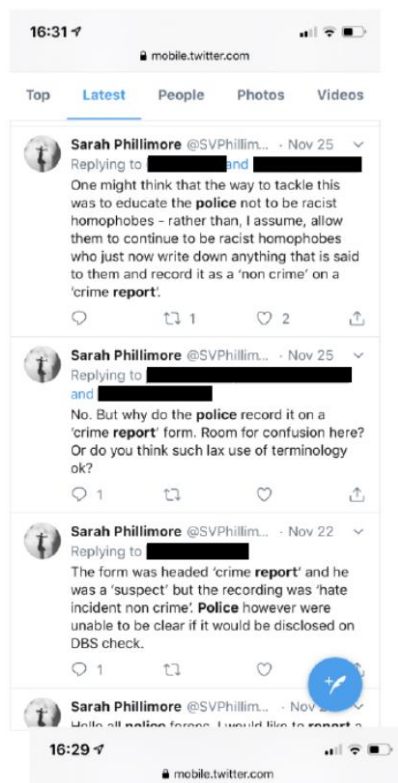 16:31
mobile.twitter.com
Top Latest People Photos Videos
Sarah Phillimore @SVPhillim... · Nov 25
Replying to and
One might think that the way to tackle this
was to educate the police not to be racist
homophobes - rather than, I assume, allow
them to continue to be racist homophobes
who just now write down anything that is said
to them and record it as a 'non crime' on a
'crime report'.
1 2
Sarah Phillimore @SVPhillim... · Nov 25
Replying to
and
No. But why do the police record it on a
'crime report' form. Room for confusion here?
Or do you think such lax use of terminology
ok?
1
Sarah Phillimore @SVPhillim... · Nov 22
Replying to
The form was headed 'crime report' and he
was a 'suspect' but the recording was 'hate
incident non crime'. Police however were
unable to be clear if it would be disclosed on
DBS check.
1
Sarah Phillimore @SVPhillim... · Nov
Hello all police forces. I would like to report a
16:29
mobile.twitter.com